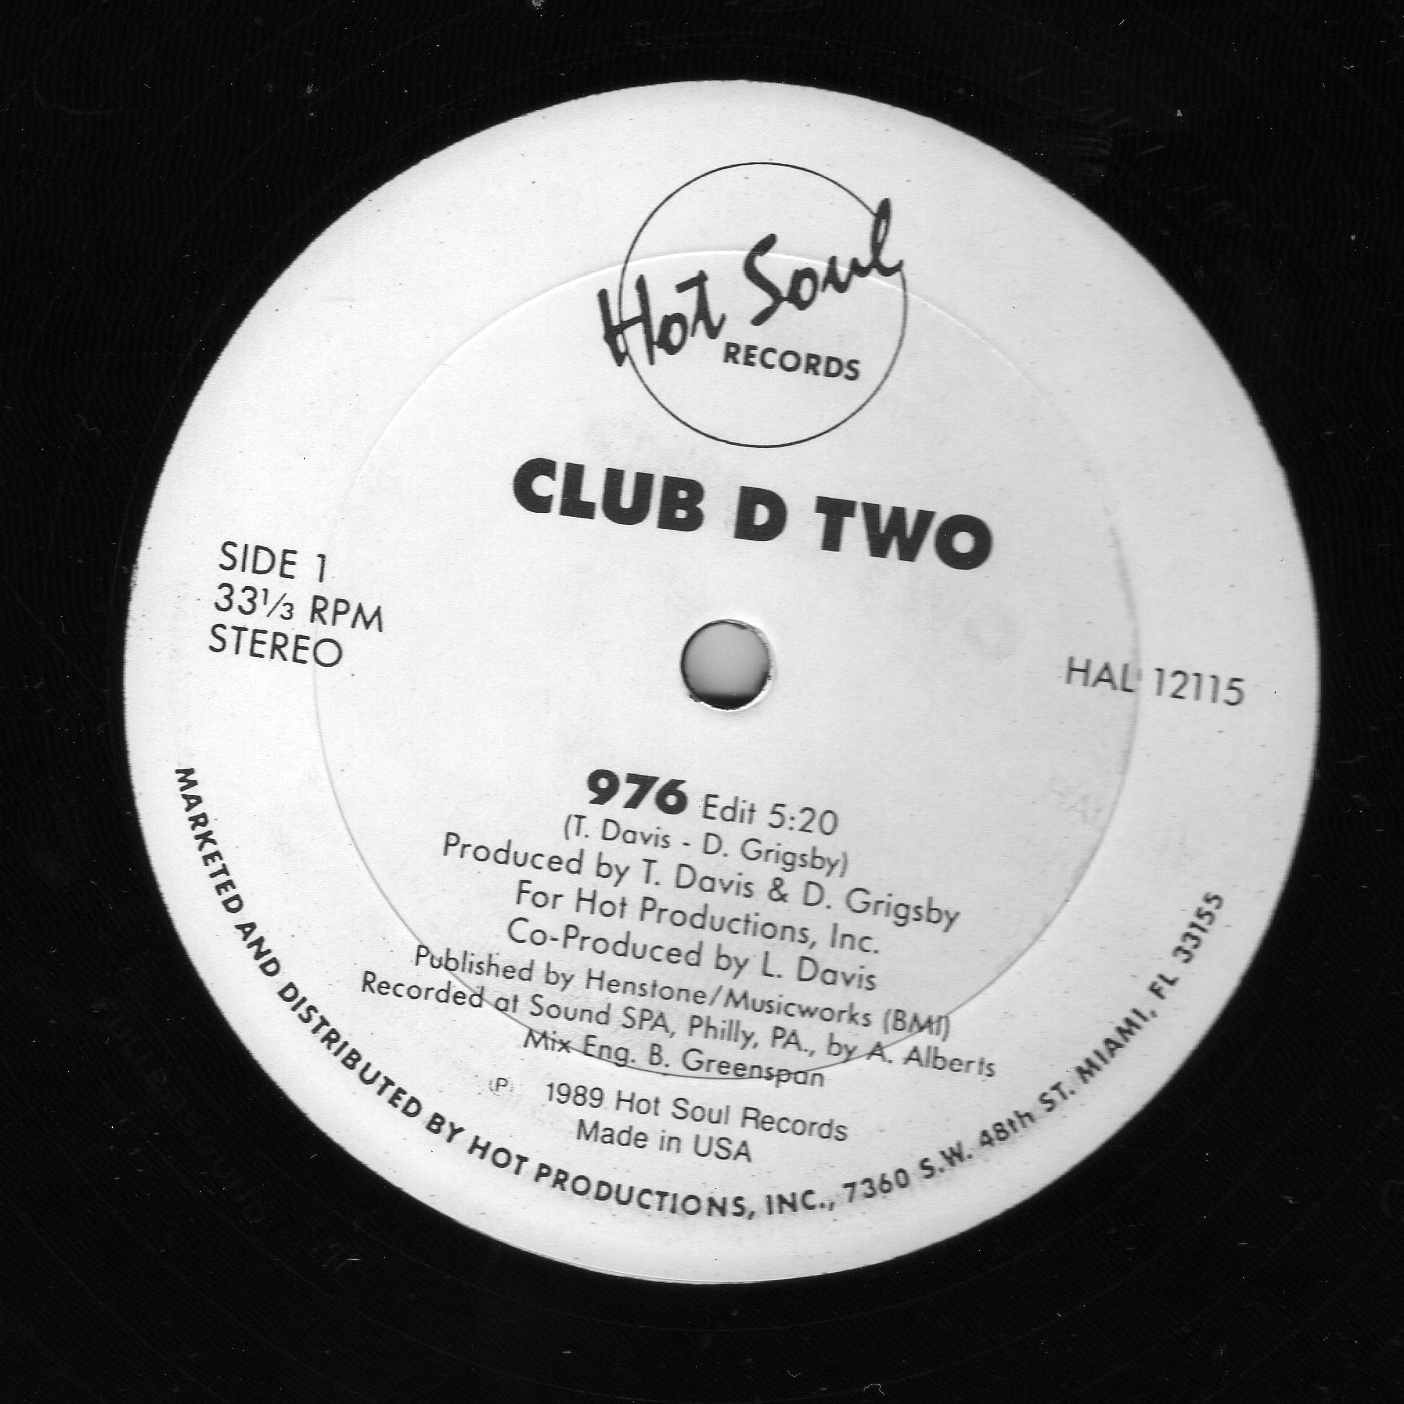 Hot Soul
RECORDS
CLUB D TWO
SIDE 1
33⅓ RPM
STEREO
HAL 12115
976 Edit 5:20
(T. Davis - D. Grigsby)
Produced by T. Davis & D. Grigsby
For Hot Productions, Inc.
Co-Produced by L. Davis
Published by Henstone/Musicworks (BMI)
Recorded at Sound SPA, Philly, PA., by A. Alberts
Mix Eng. B. Greenspan
(P) 1989 Hot Soul Records
Made in USA
MARKETED AND DISTRIBUTED BY HOT PRODUCTIONS, INC., 7360 S.W. 48th ST. MIAMI, FL 33155